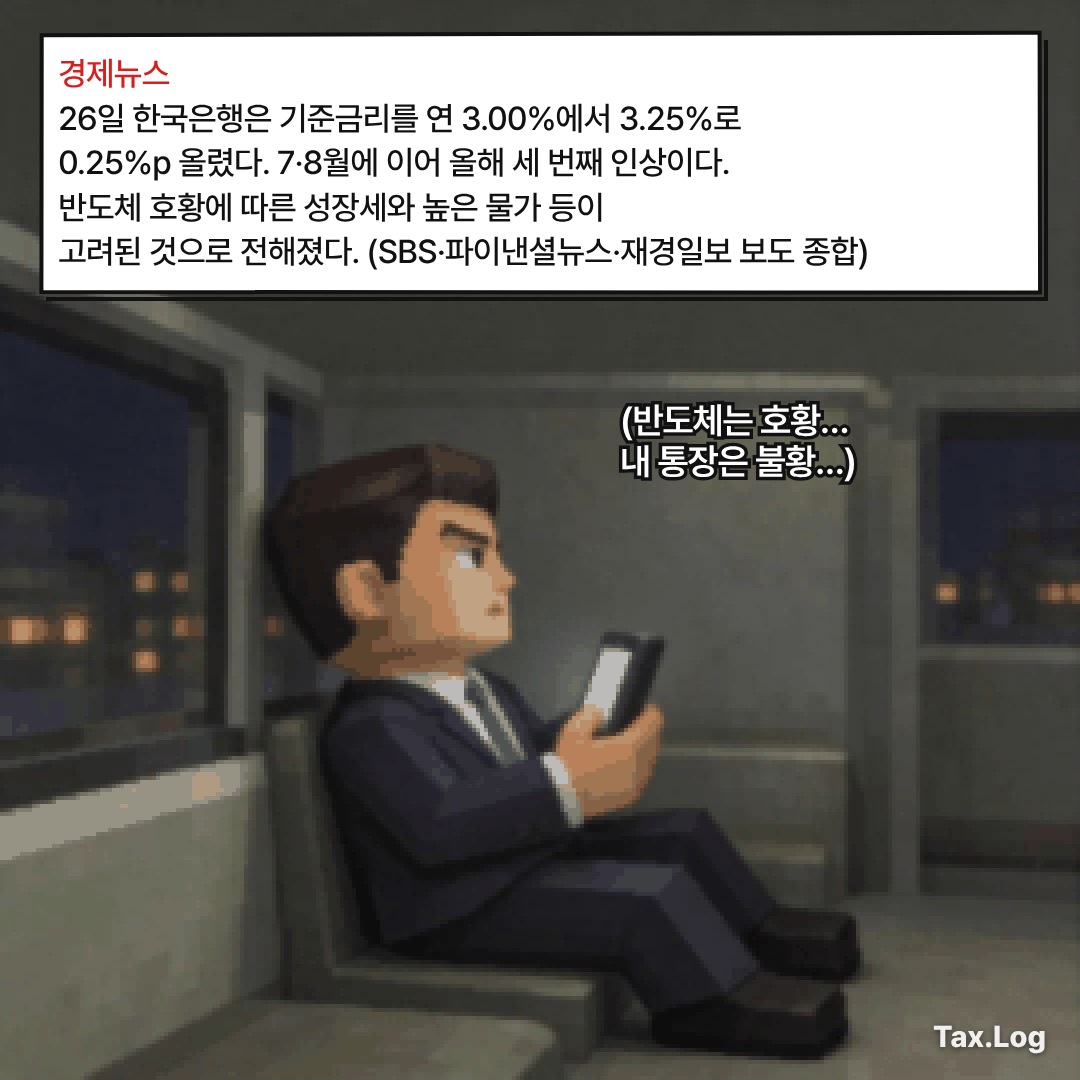 경제뉴스
26일 한국은행은 기준금리를 연 3.00%에서 3.25%로
0.25%p 올렸다. 7·8월에 이어 올해 세 번째 인상이다.
반도체 호황에 따른 성장세와 높은 물가 등이
고려된 것으로 전해졌다. (SBS·파이낸셜뉴스·재경일보 보도 종합)
(반도체는 호황...
내 통장은 불황...)
Tax.Log